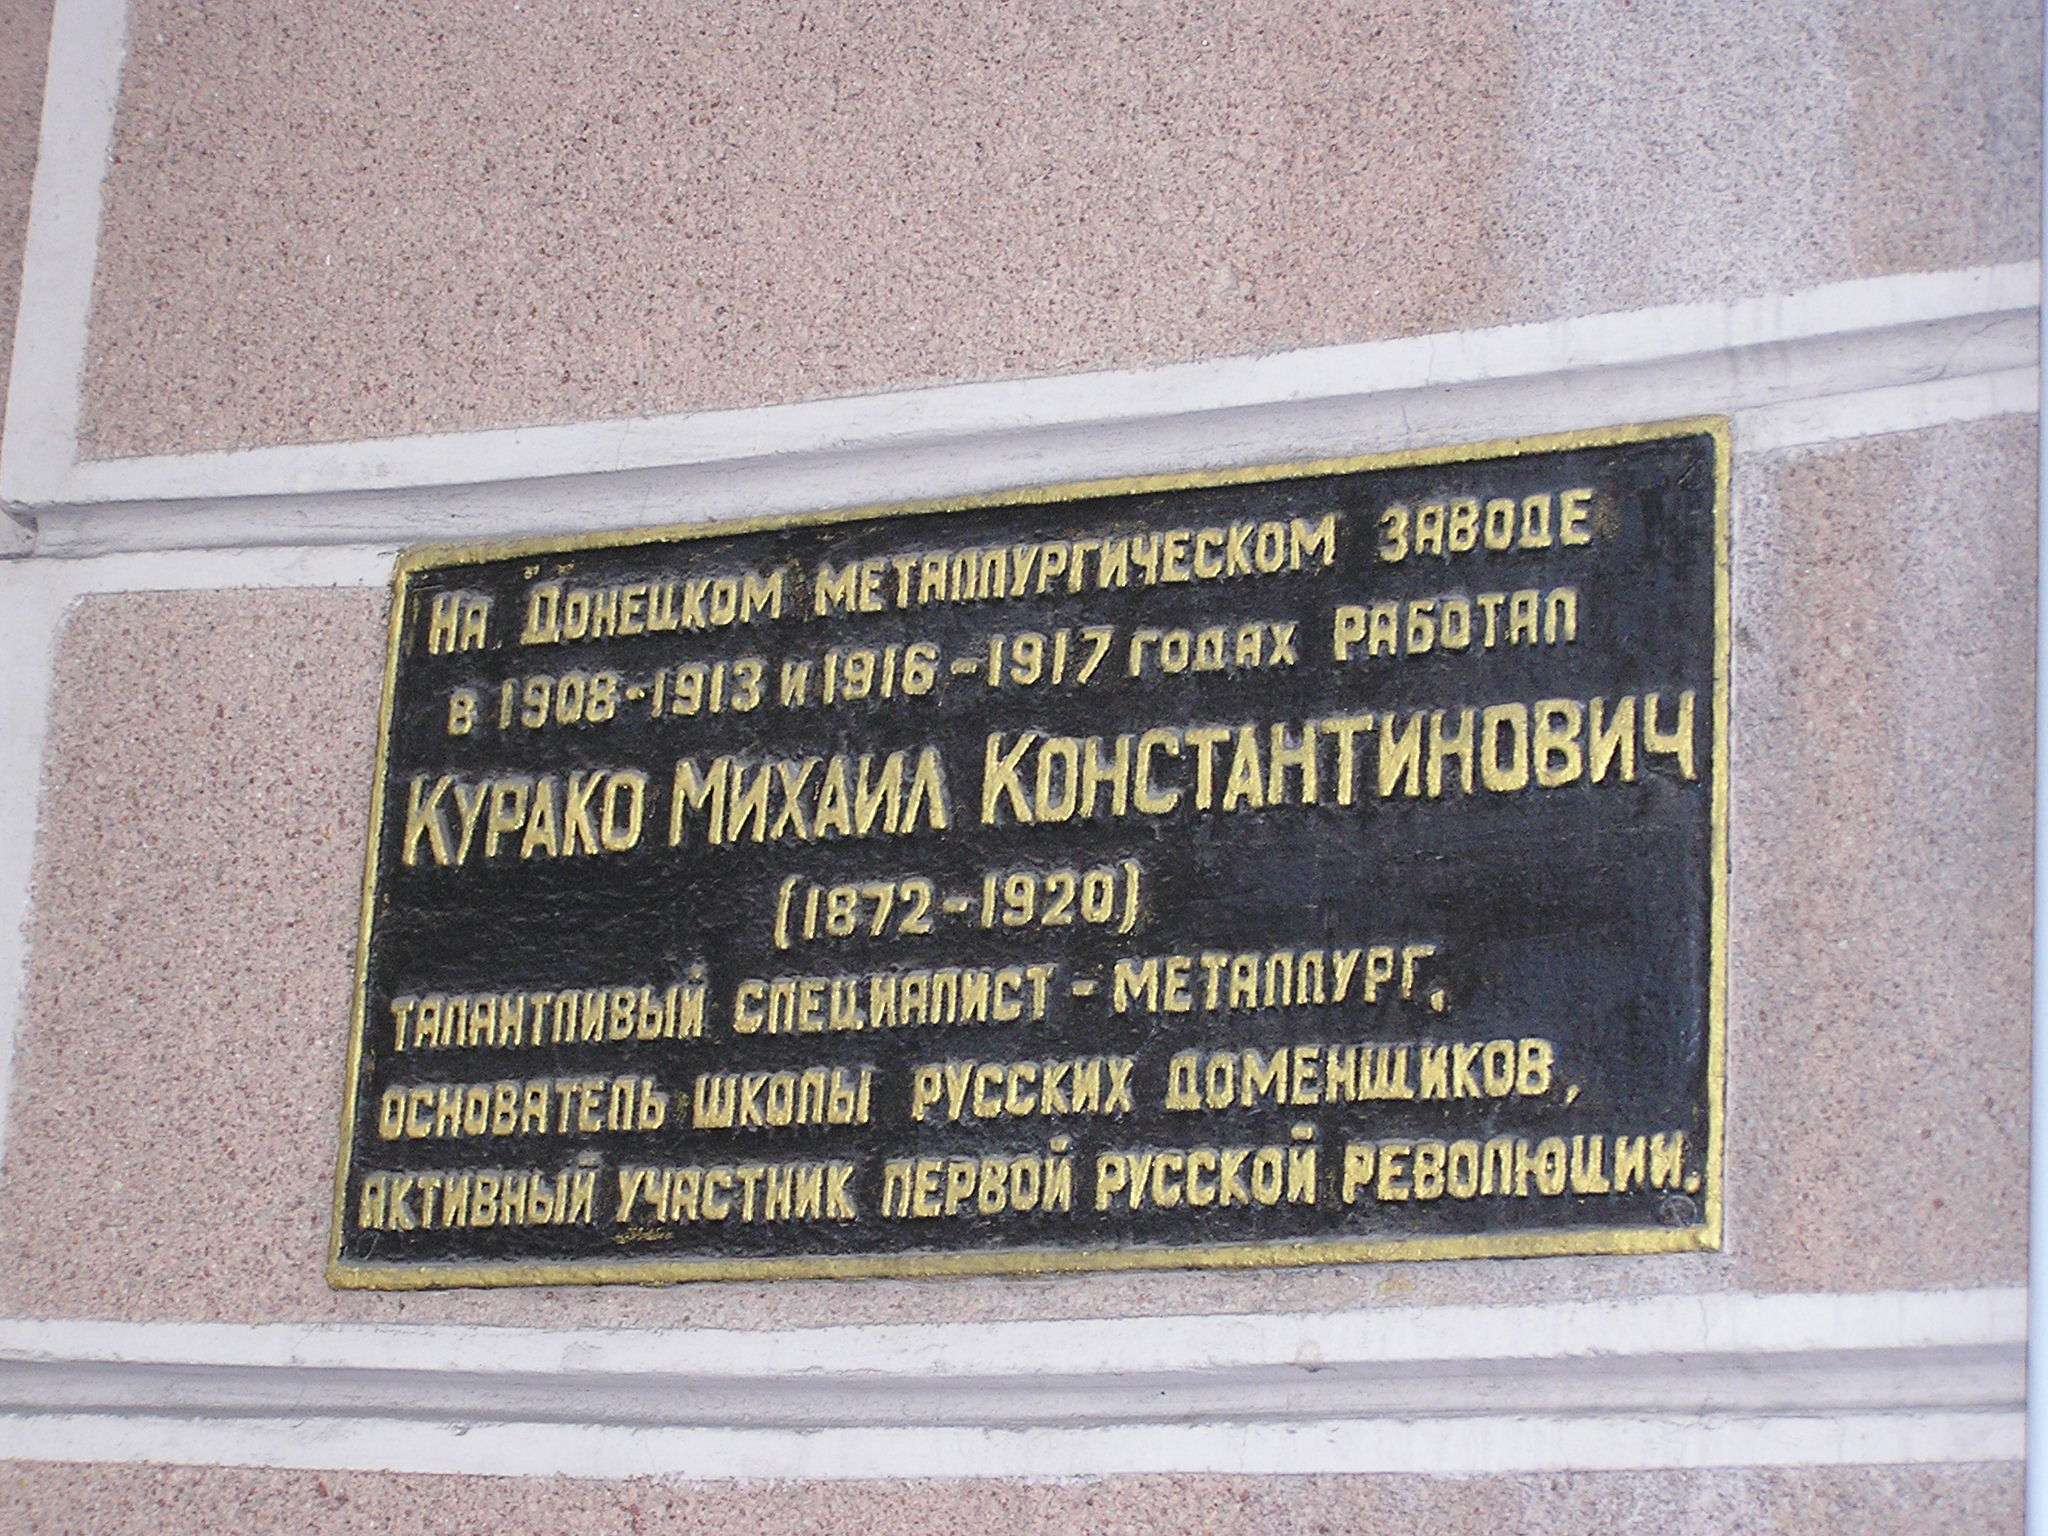 На Донецком металлургическом заводе
в 1908-1913 и 1916-1917 годах работал
Курако Михаил Константинович
(1872-1920)
талантливый специалист-металлург,
основатель школы русских доменщиков,
активный участник первой русской революции.